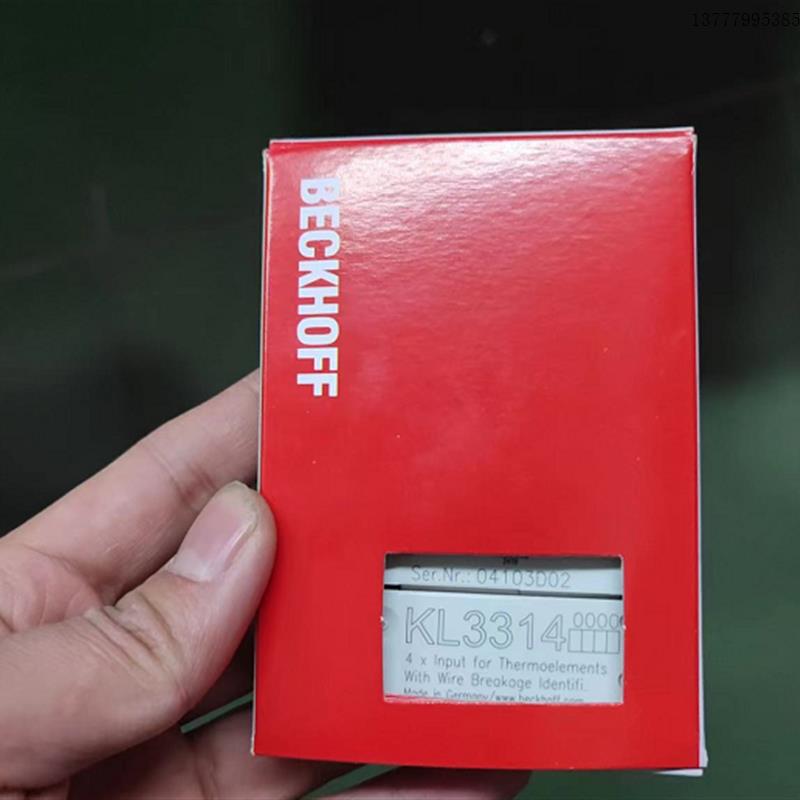 13777995385
BECKHOFF
Ser.Nr.: 04103D02
KL3314 0000
4 x Input for Thermoelements
With Wire Breakage Identifi.
Made in Germany/www.beckhoff.com